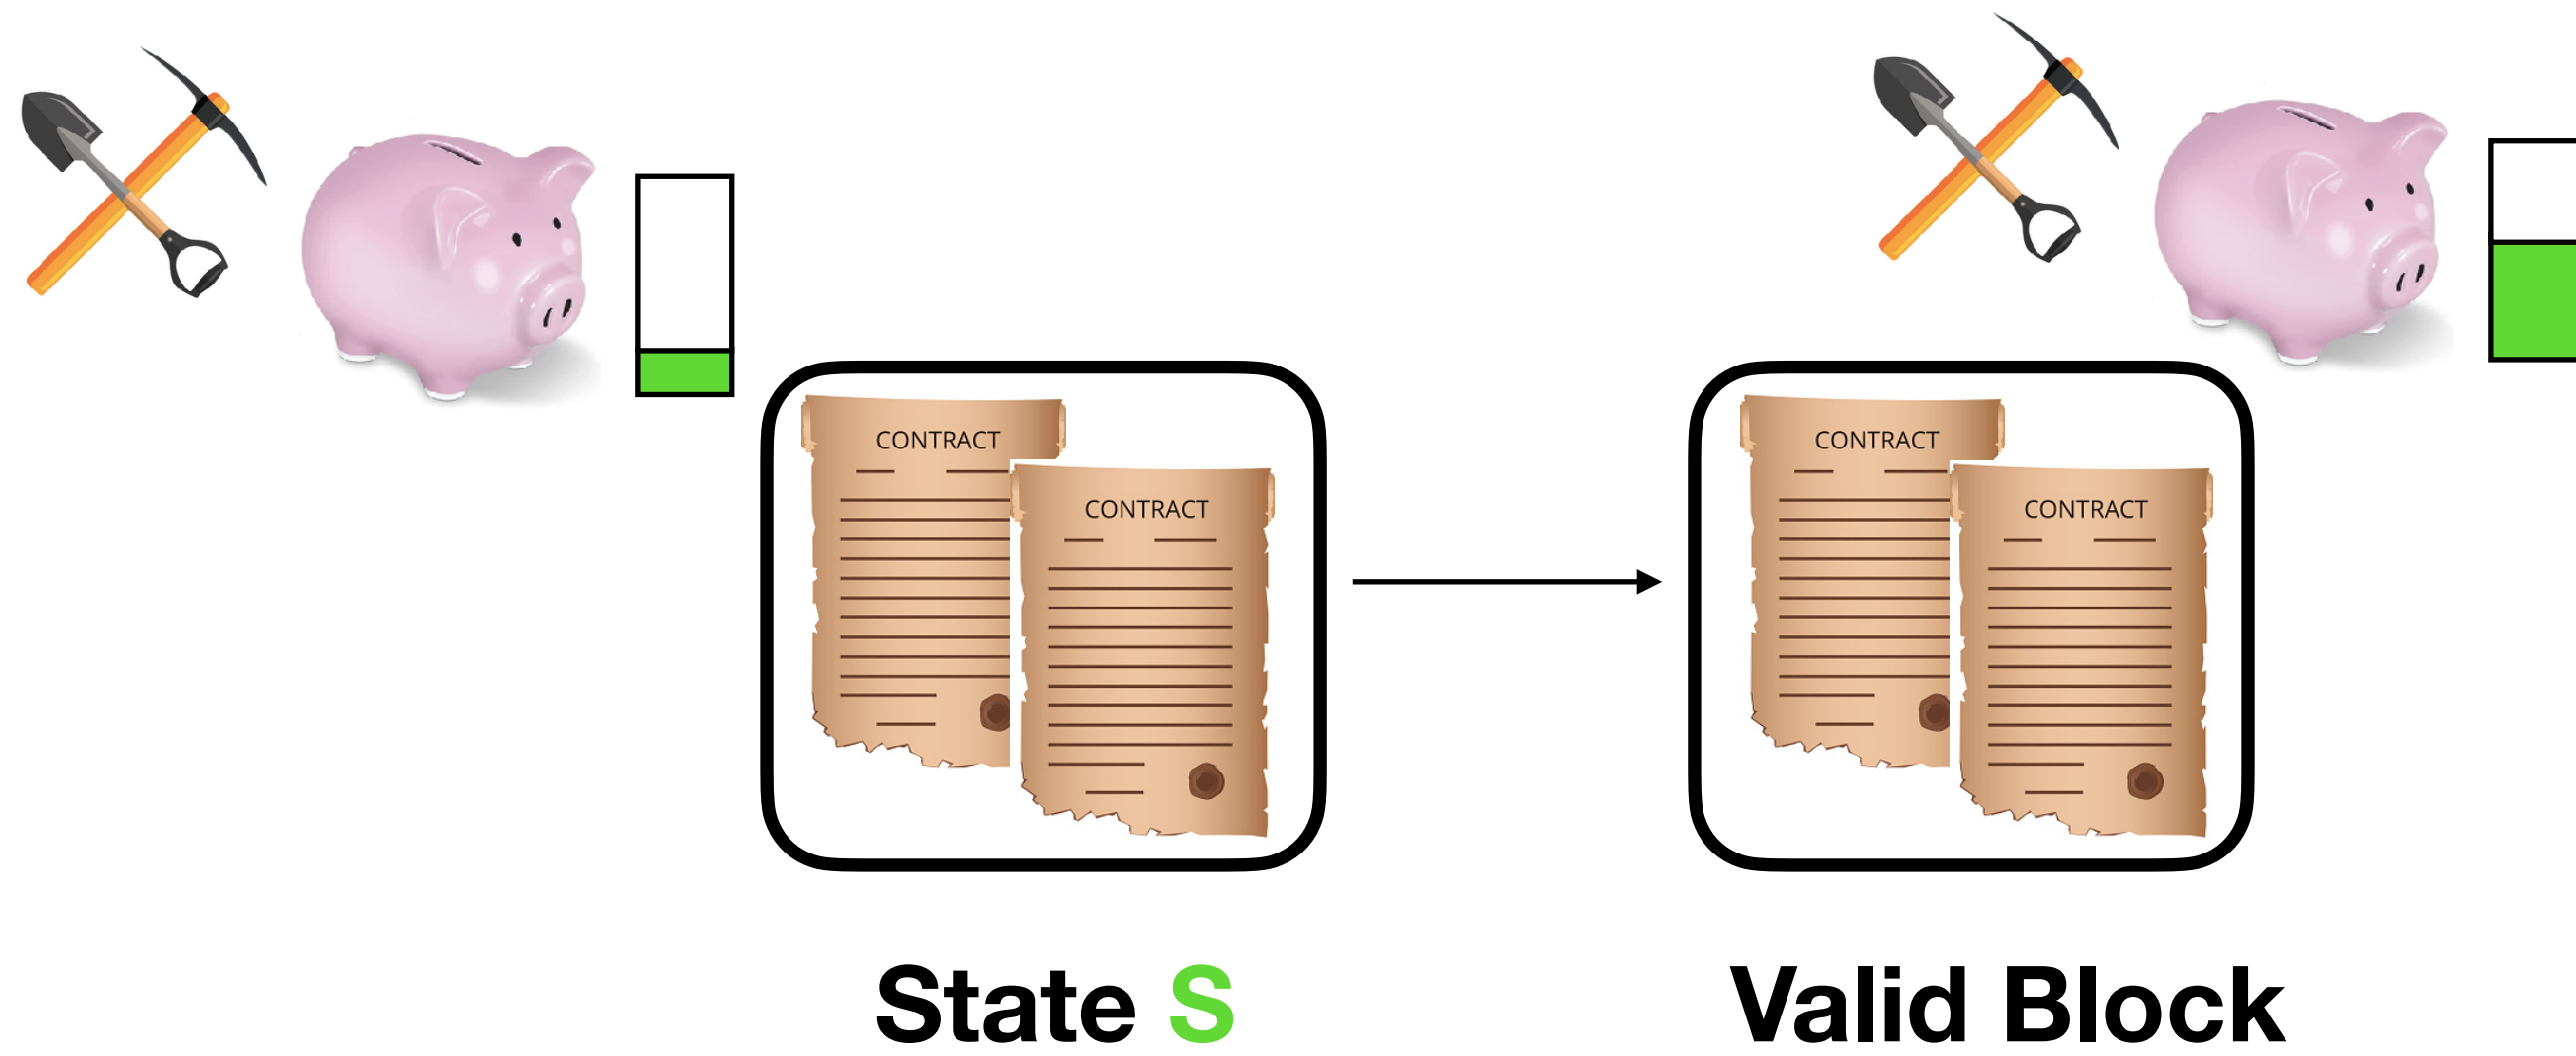 CONTRACT
CONTRACT
CONTRACT
CONTRACT
State S
Valid Block